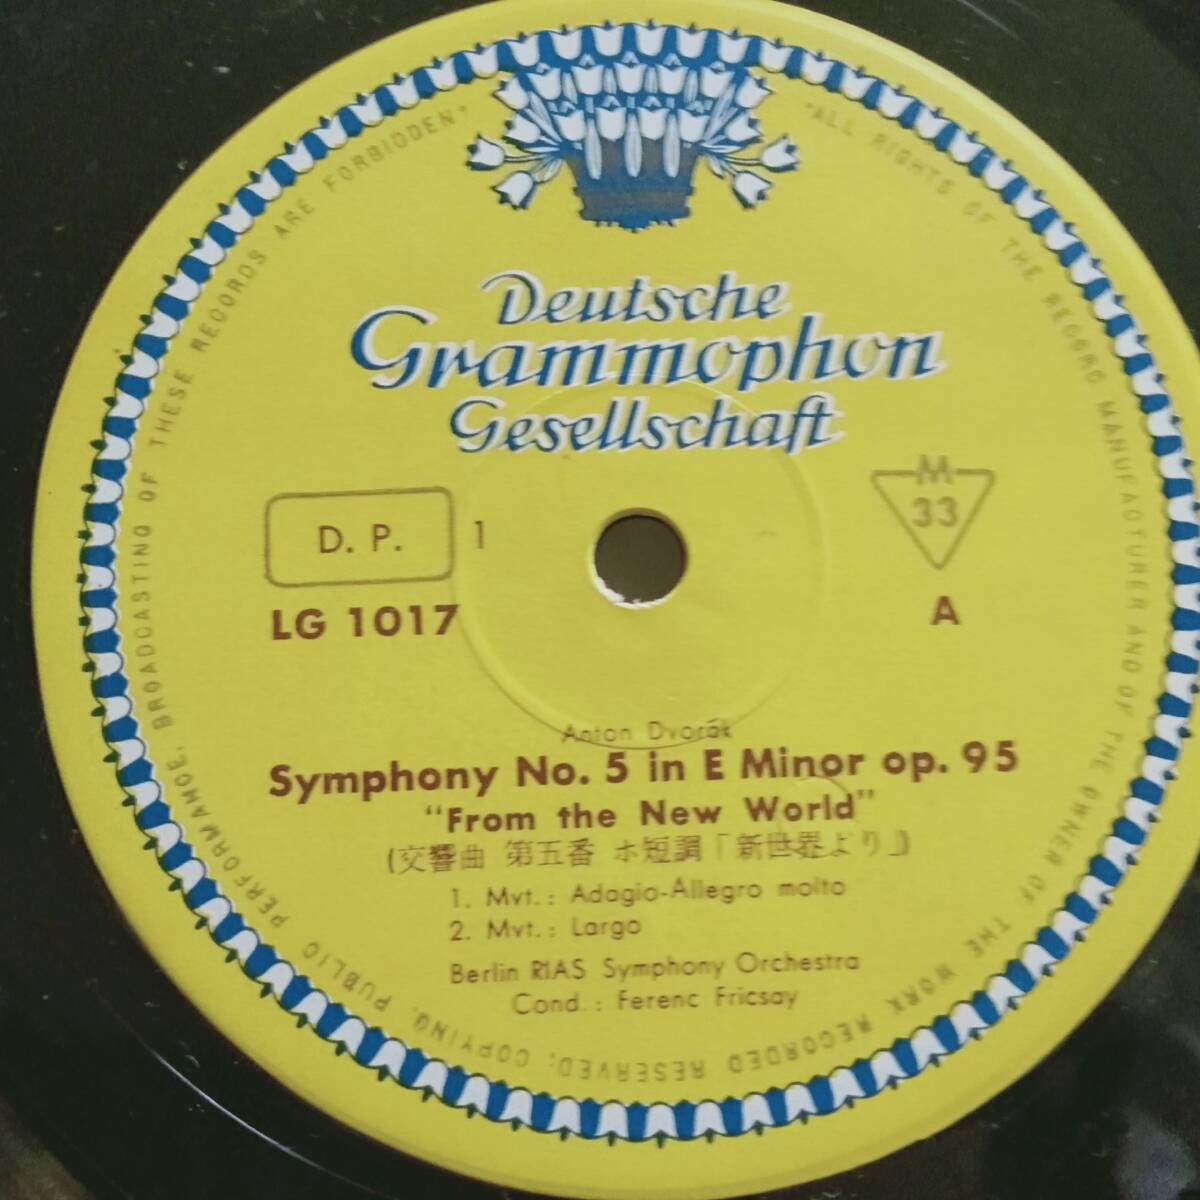 "ALL RIGHTS OF THE RECORD MANUFACTURER AND OF THE OWNER OF THE WORK RECORDED RESERVED; COPYING, PUBLIC PERFORMANCE, BROADCASTING OF THESE RECORDS ARE FORBIDDEN"
Deutsche
Grammophon
Gesellschaft
D. P. 1
LG 1017
M
33
A
Anton Dvorák
Symphony No. 5 in E Minor op. 95
"From the New World"
(交響曲 第五番 ホ短調「新世界より」)
1. Mvt.: Adagio-Allegro molto
2. Mvt.: Largo
Berlin RIAS Symphony Orchestra
Cond.: Ferenc Fricsay